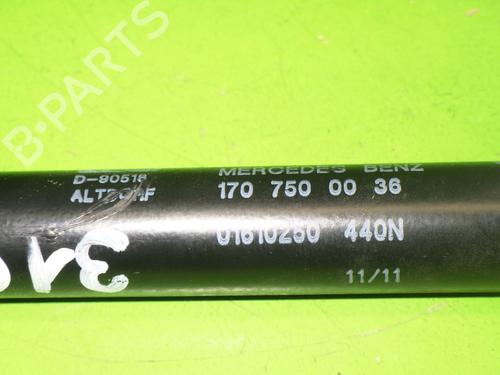 B-PARTS
D-90518
ALTDORF
MERCEDES BENZ
170 750 00 36
01610250 440N
11/11